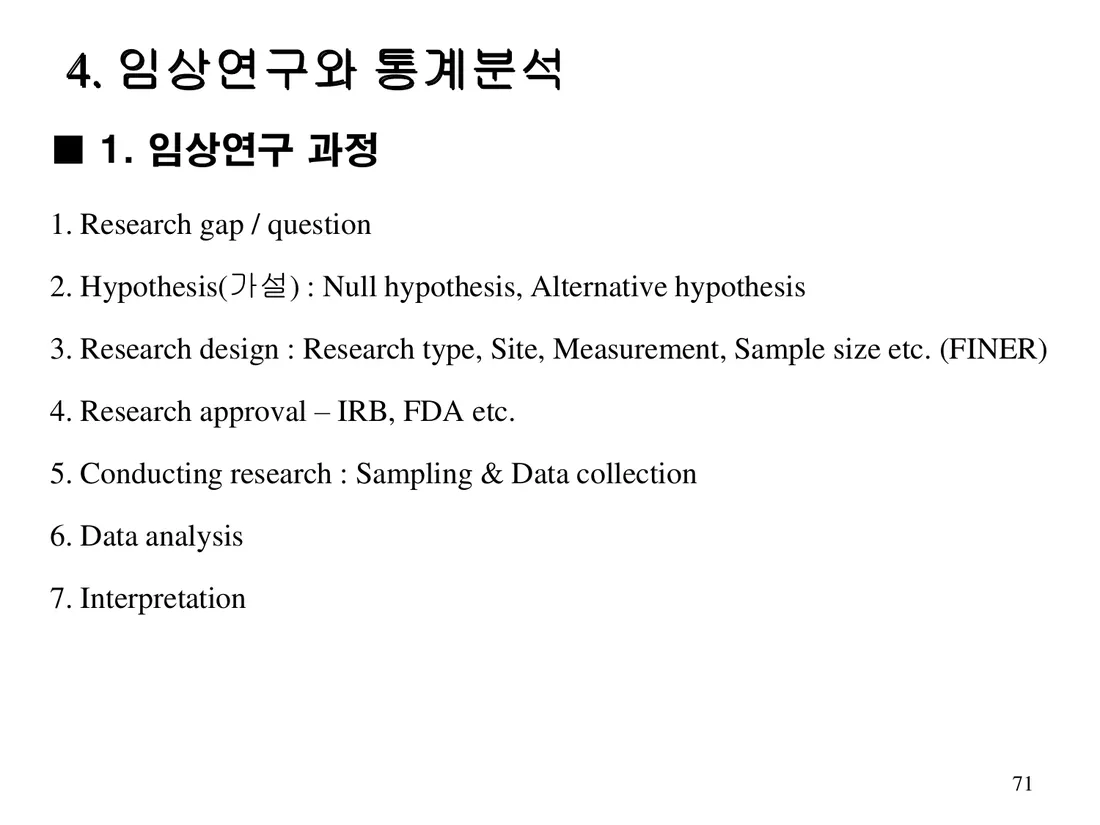 4. 임상연구와 통계분석
■ 1. 임상연구 과정
1. Research gap / question
2. Hypothesis(가설) : Null hypothesis, Alternative hypothesis
3. Research design : Research type, Site, Measurement, Sample size etc. (FINER)
4. Research approval – IRB, FDA etc.
5. Conducting research : Sampling & Data collection
6. Data analysis
7. Interpretation
71